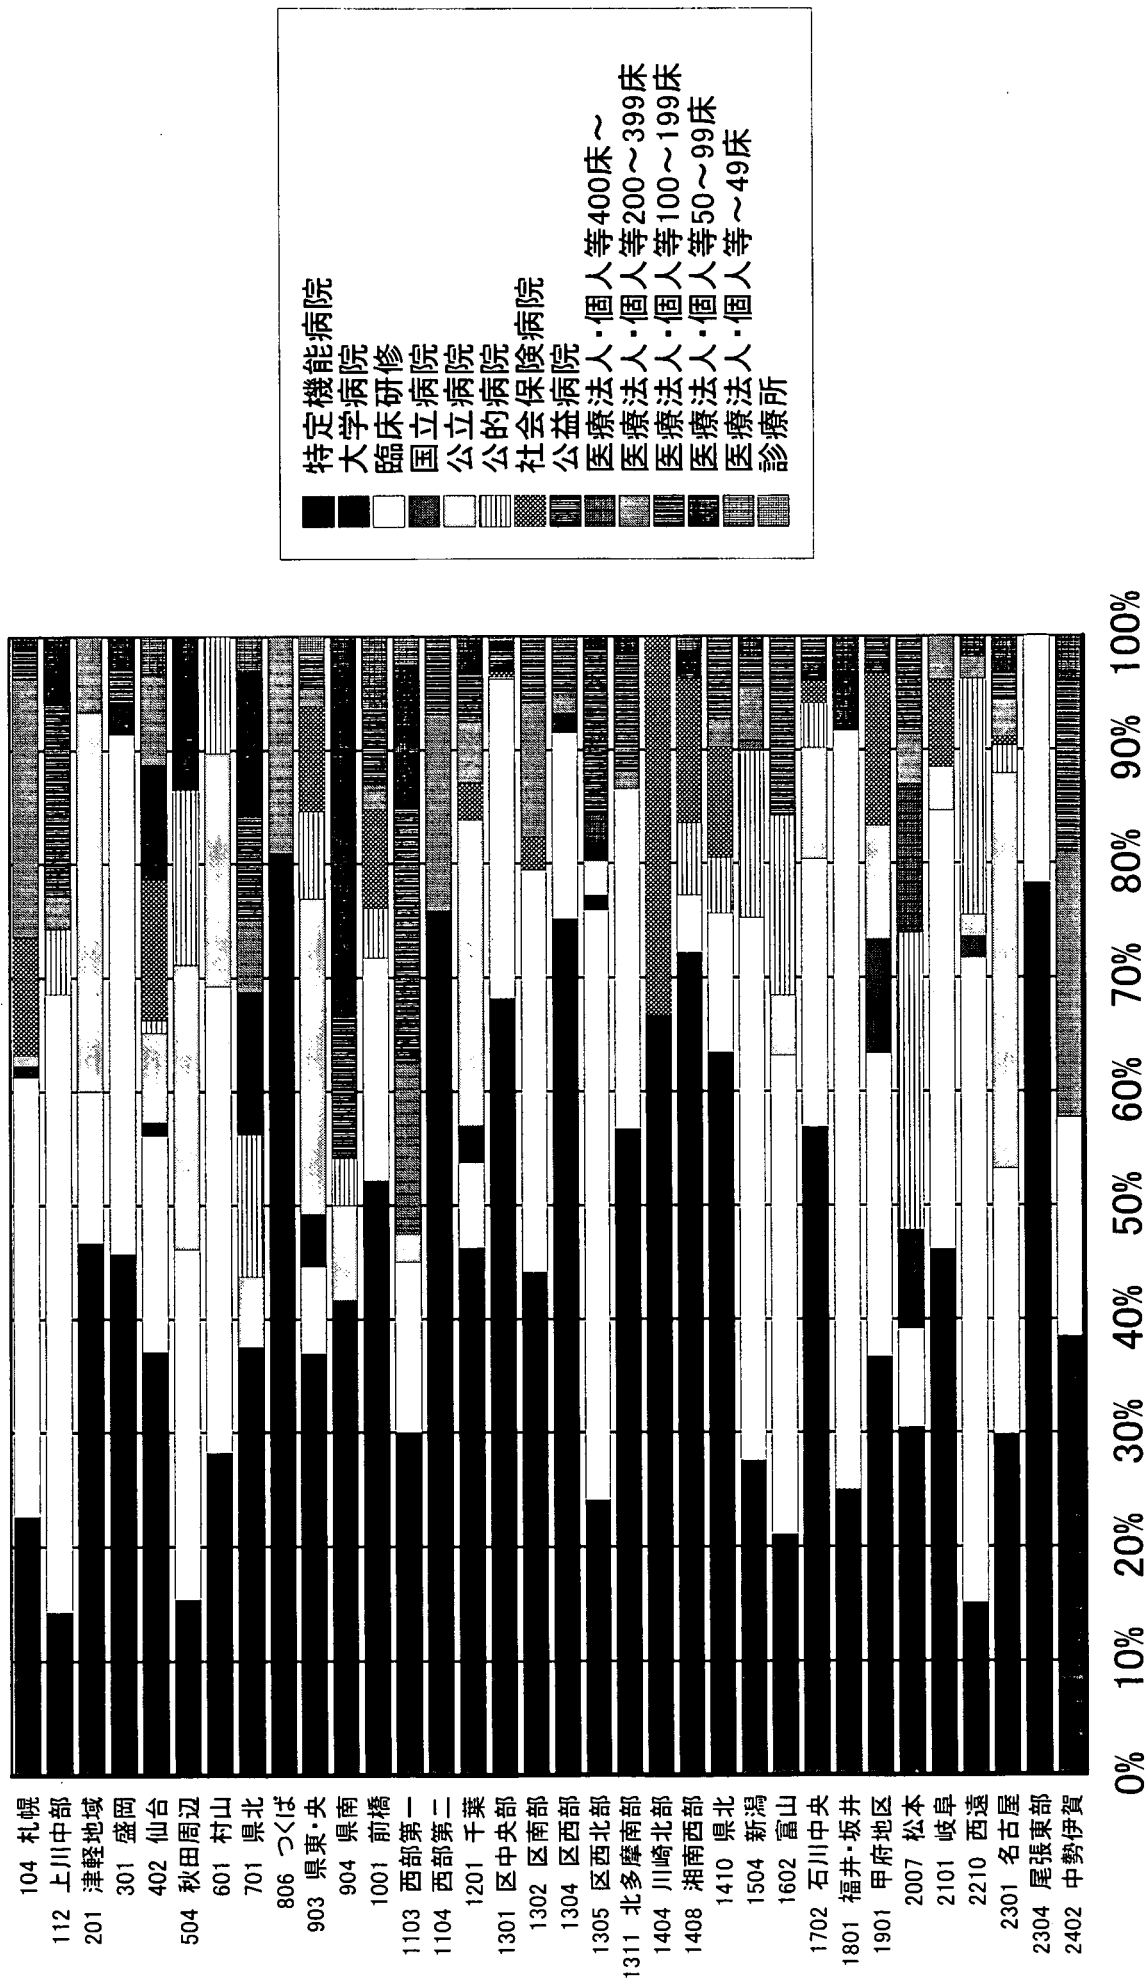 特定機能病院
大学病院
臨床研修
国立病院
公立病院
公的病院
社会保険病院
公益病院
医療法人・個人等400床～
医療法人・個人等200～399床
医療法人・個人等100～199床
医療法人・個人等50～99床
医療法人・個人等～49床
診療所
104 札幌
112 上川中部
201 津軽地域
301 盛岡
402 仙台
504 秋田周辺
601 村山
701 県北
806 つくば
903 県東・央
904 県南
1001 前橋
1103 西部第一
1104 西部第二
1201 千葉
1301 区中央部
1302 区南部
1304 区西部
1305 区西北部
1311 北多摩南部
1404 川崎北部
1408 湘南西部
1410 県北
1504 新潟
1602 富山
1702 石川中央
1801 福井・坂井
1901 甲府地区
2007 松本
2101 岐阜
2210 西遠
2301 名古屋
2304 尾張東部
2402 中勢伊賀
0% 10% 20% 30% 40% 50% 60% 70% 80% 90% 100%